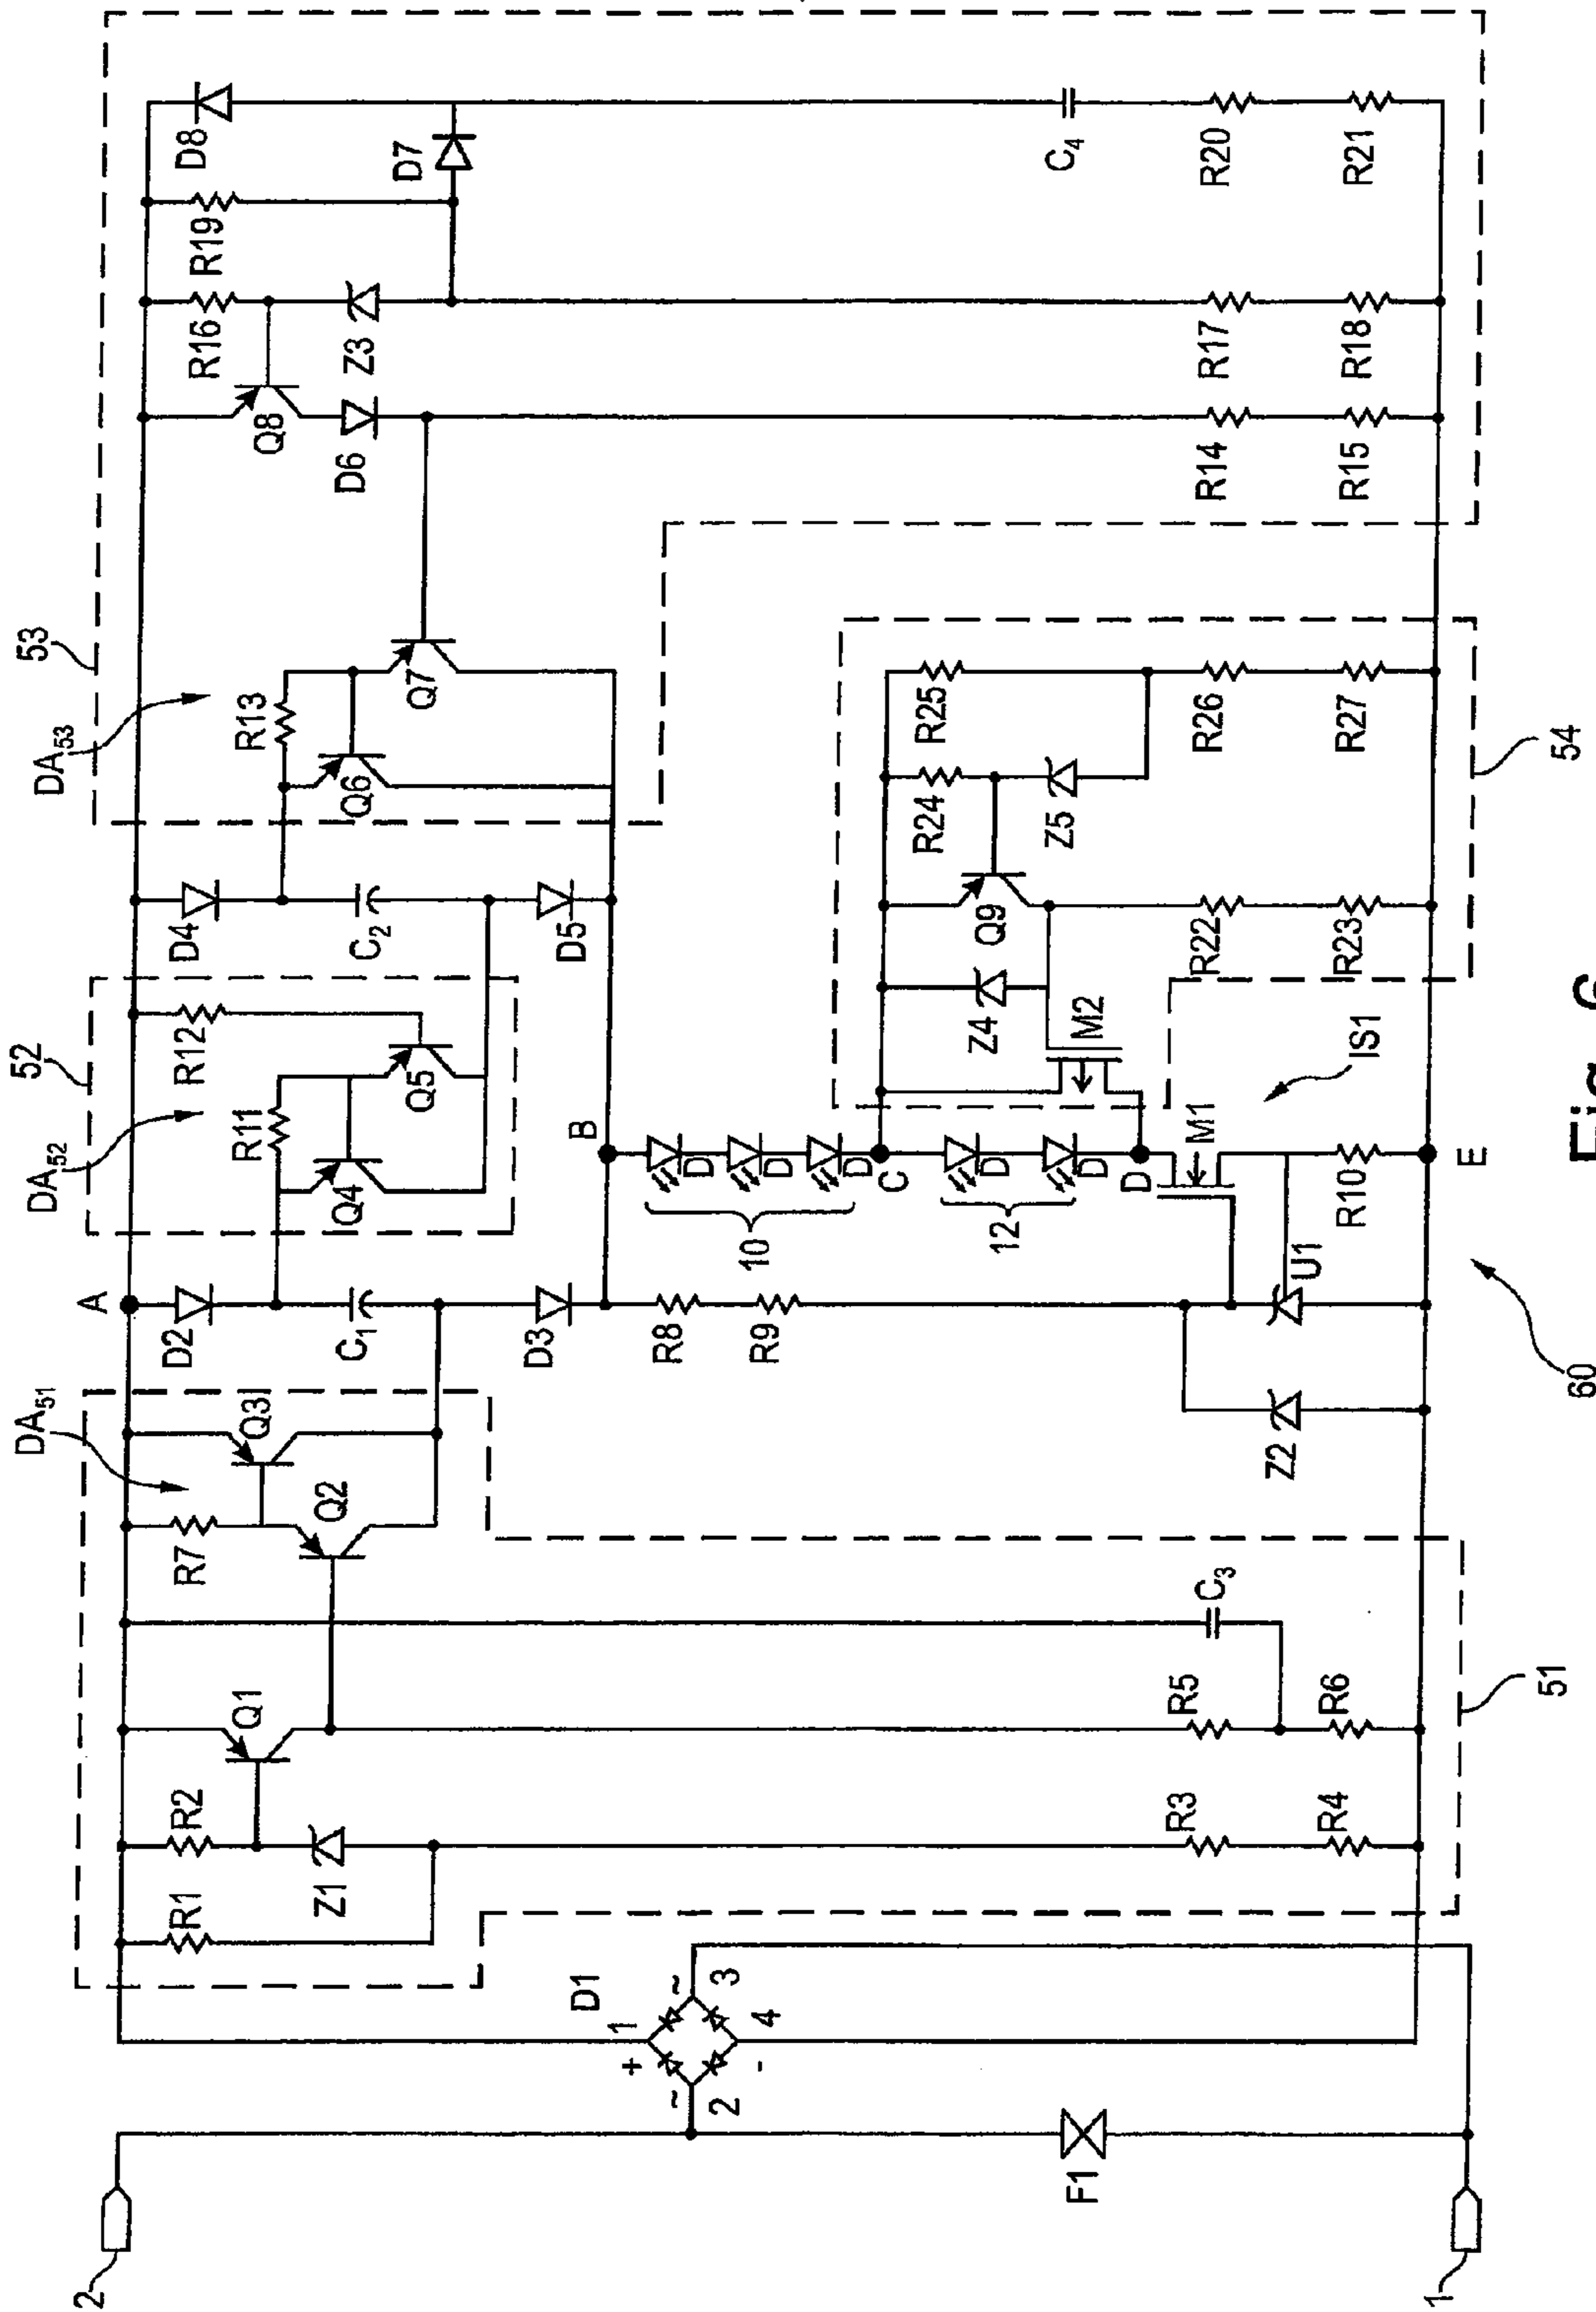 53
DA53
52
DA52
DA51
A
D8
R19
D7
R16
Z3
Q8
D6
C4
R20
R21
R17
R18
R14
R15
R13
Q6
Q7
D4
C2
D5
R12
R11
Q5
Q4
B
D2
C1
D3
R8
R9
Q3
R7
Q2
Q1
R2
R1
Z1
C3
R5
R6
R3
R4
51
R25
R24
Z5
Q9
Z4
M2
R26
R27
R22
R23
54
IS1
D
D
D
C
D
D
D
10
12
M1
R10
E
U1
Z2
60
D1
1
2
3
4
+
-
~
~
F1
2
1